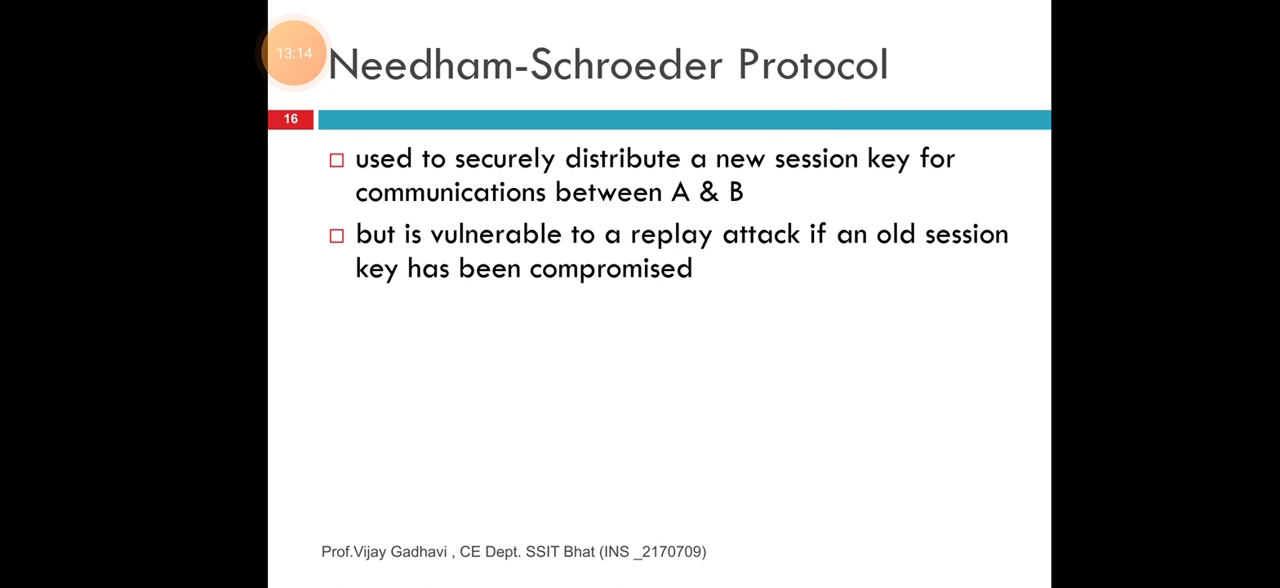 13:14
Needham-Schroeder Protocol
16
used to securely distribute a new session key for
communications between A & B
but is vulnerable to a replay attack if an old session
key has been compromised
Prof.Vijay Gadhavi , CE Dept. SSIT Bhat (INS _2170709)